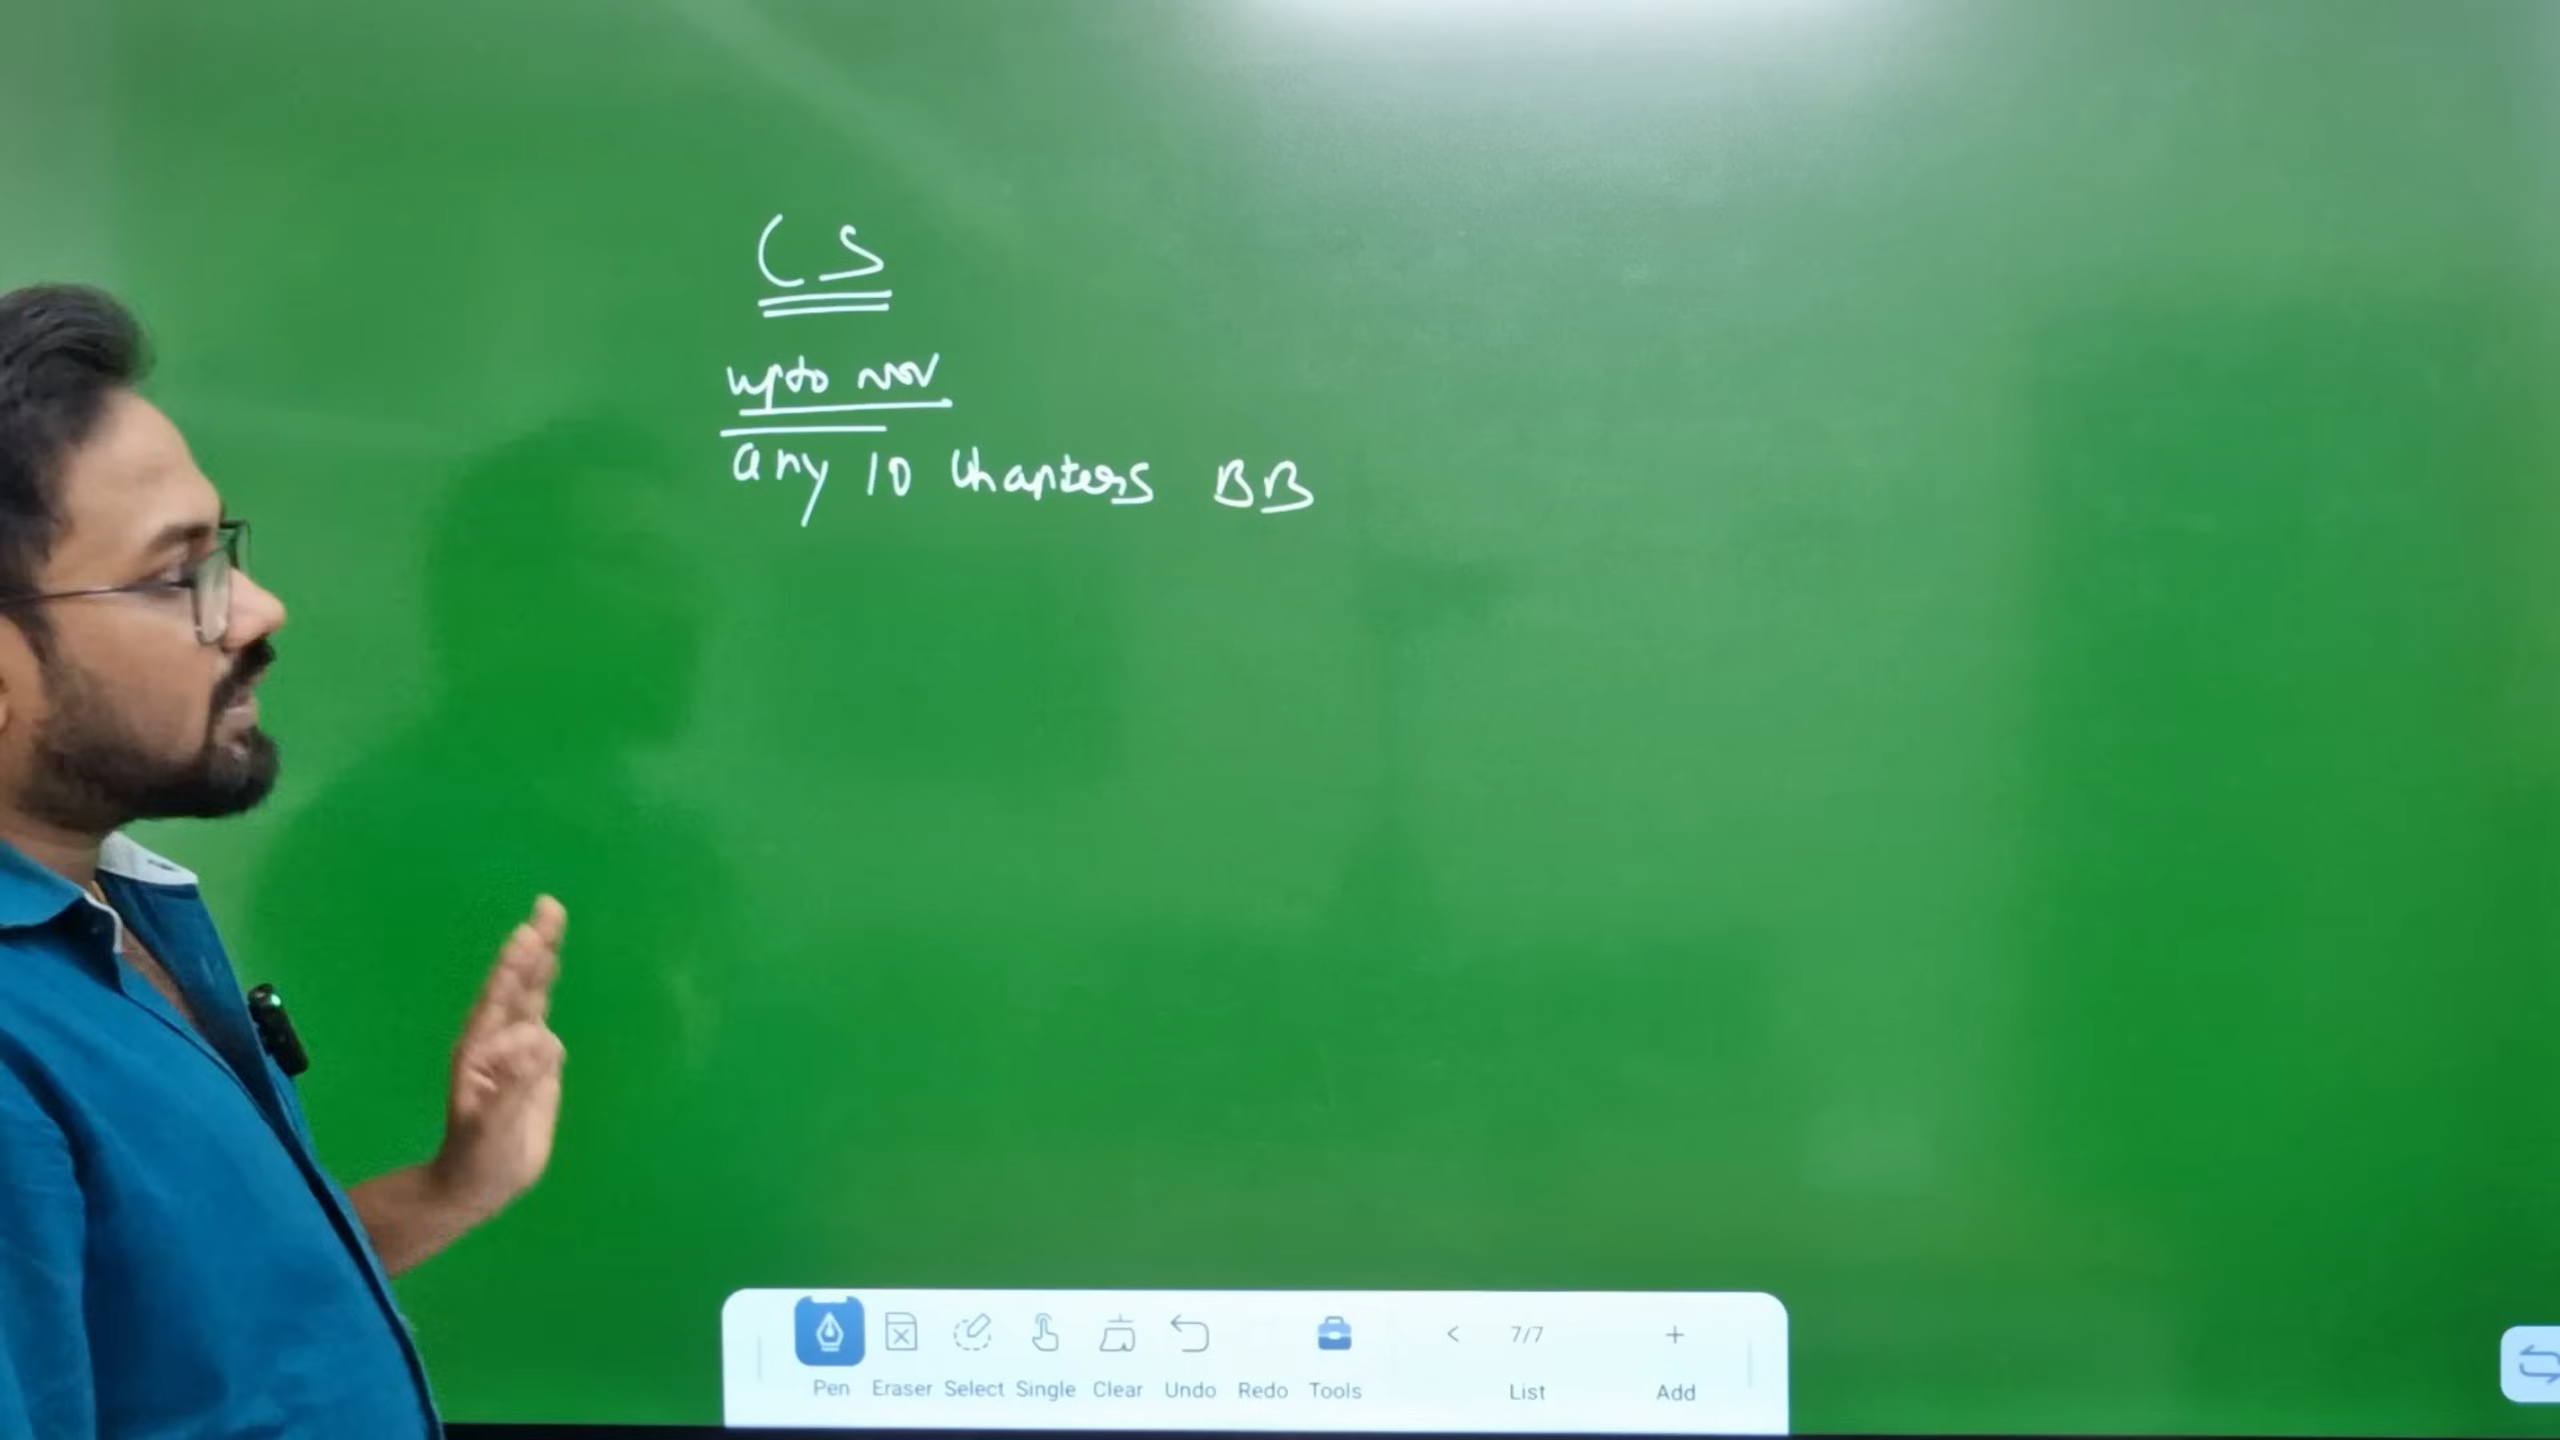 CS
upto nov
any 10 Chapters BB
Pen Eraser Select Single Clear Undo Redo Tools < 7/7 List + Add